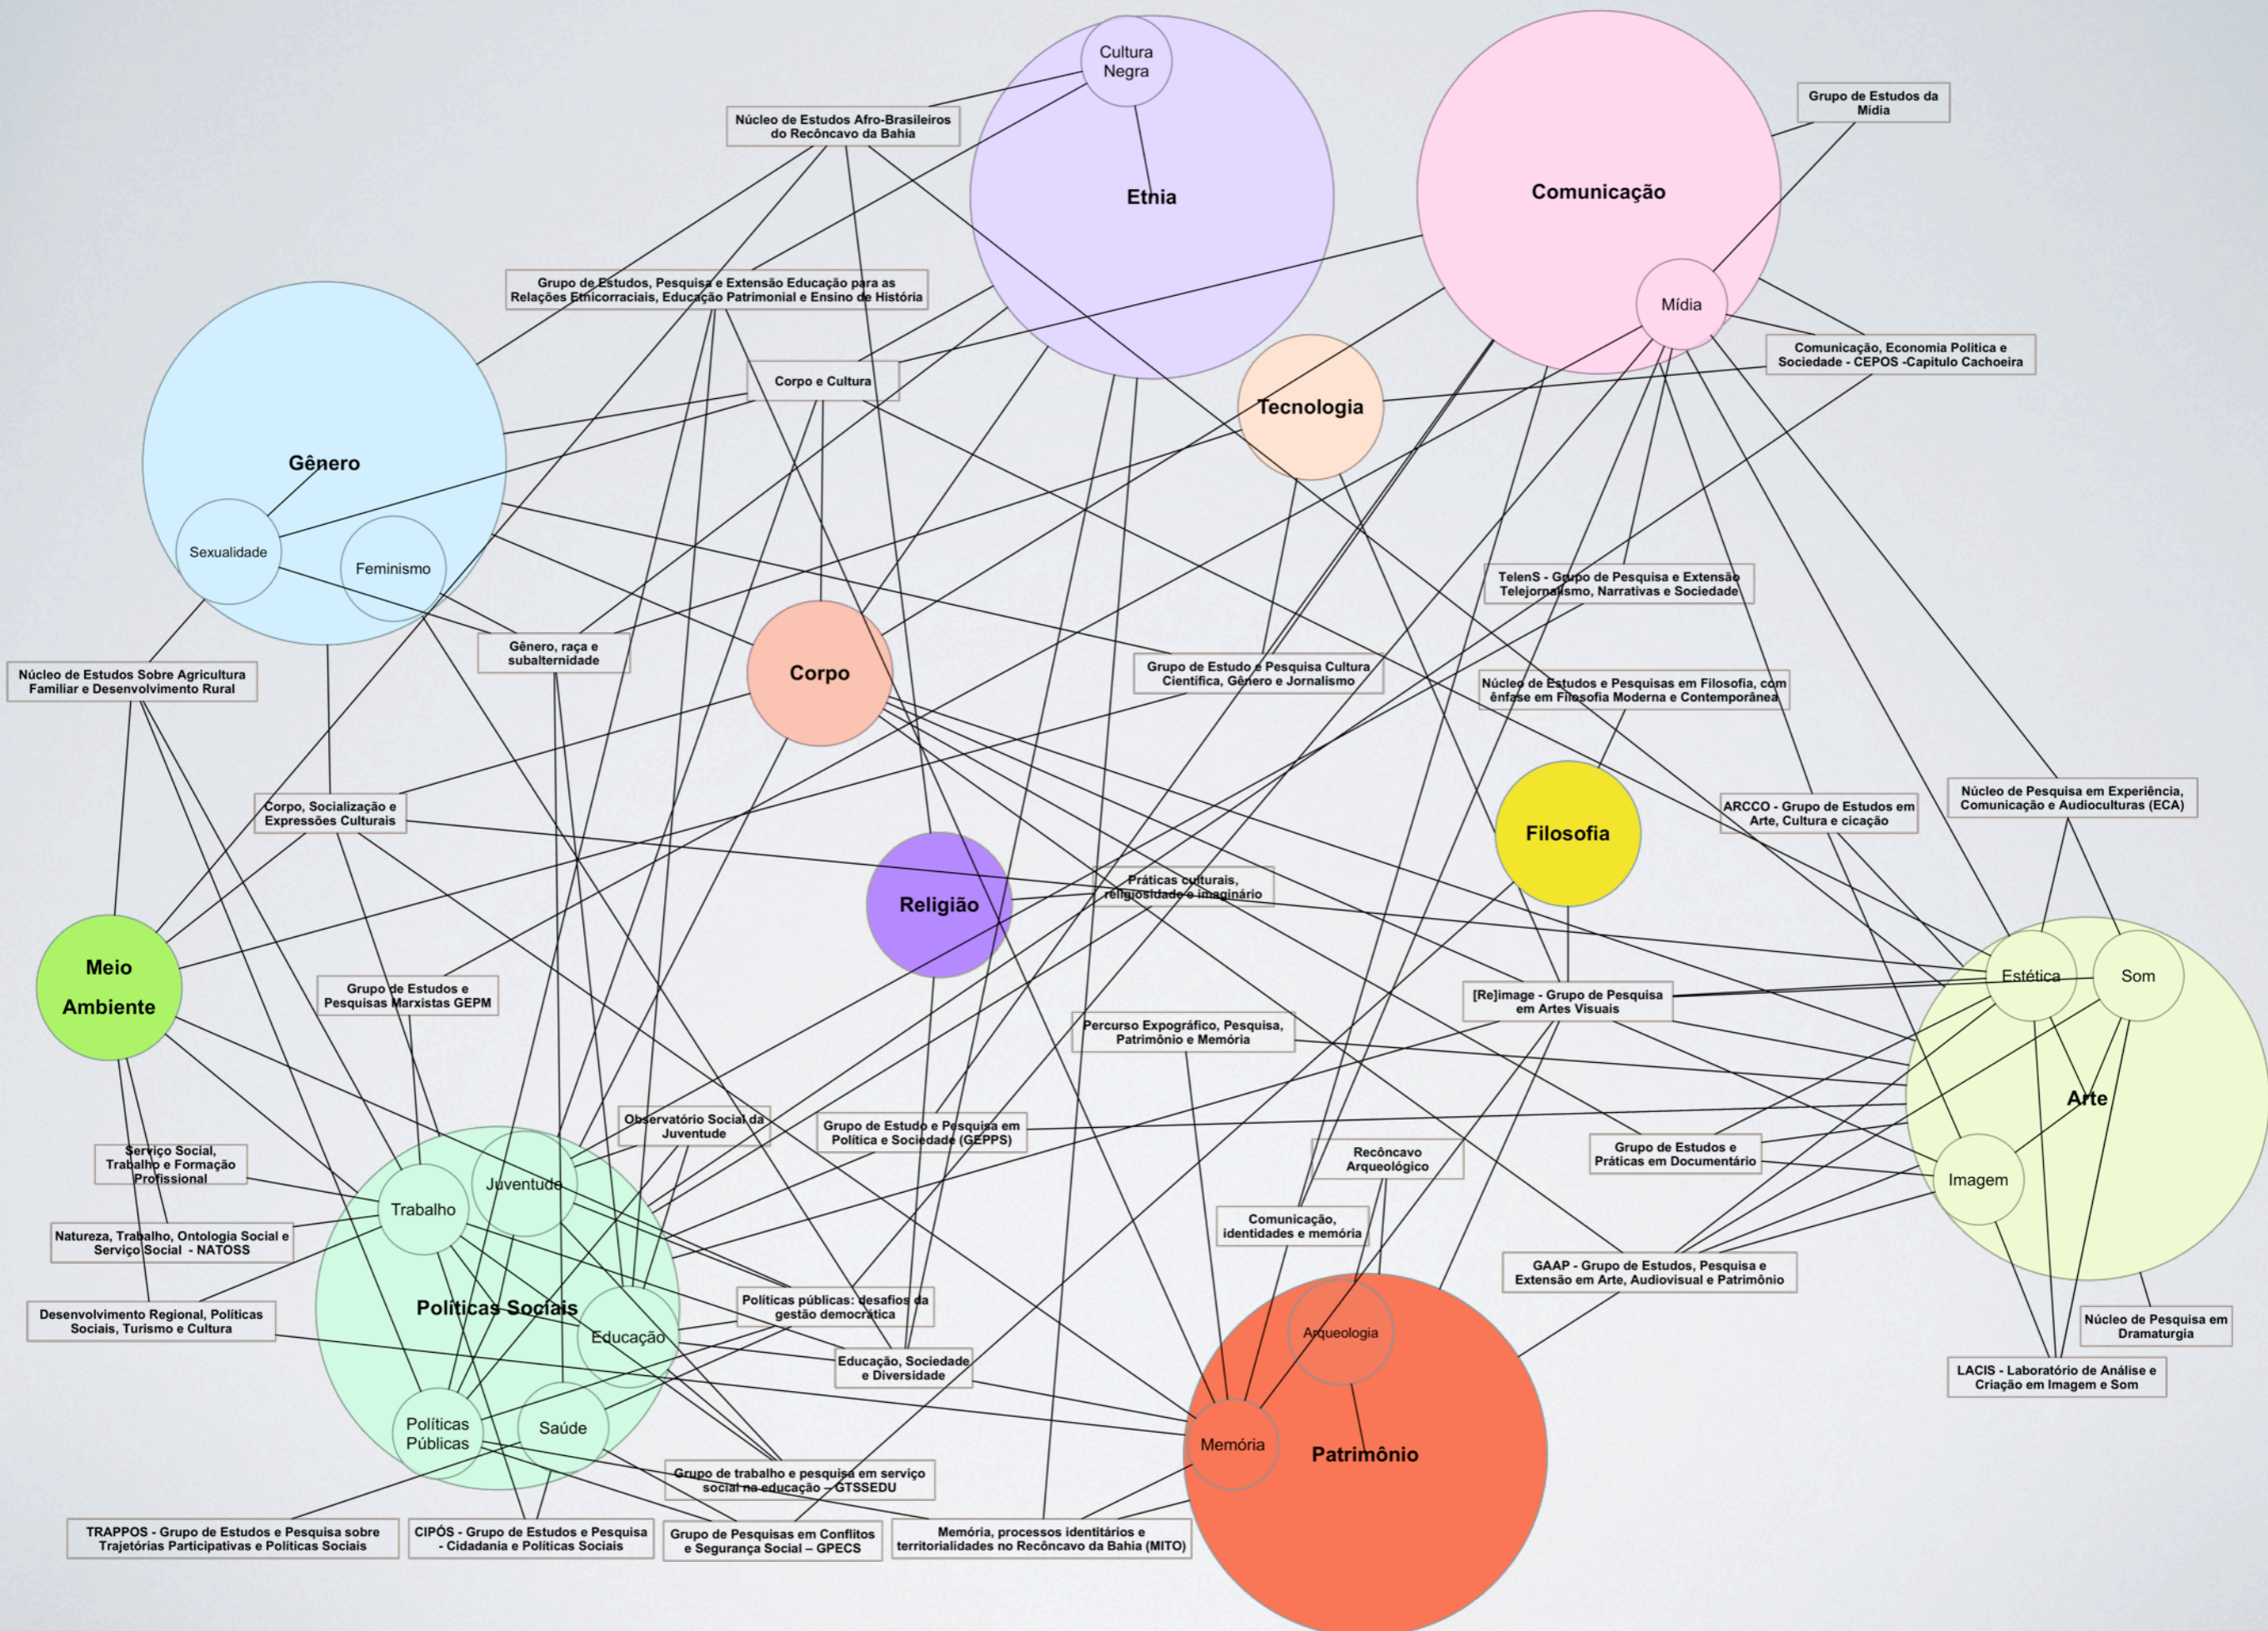 Cultura
Negra
Grupo de Estudos da
Mídia
Núcleo de Estudos Afro-Brasileiros
do Recôncavo da Bahia
Etnia
Comunicação
Grupo de Estudos, Pesquisa e Extensão Educação para as
Relações Etnicorraciais, Educação Patrimonial e Ensino de História
Mídia
Comunicação, Economia Politica e
Sociedade - CEPOS -Capitulo Cachoeira
Corpo e Cultura
Tecnologia
Gênero
Sexualidade
Feminismo
TelenS - Grupo de Pesquisa e Extensão
Telejornalismo, Narrativas e Sociedade
Gênero, raça e
subalternidade
Núcleo de Estudos Sobre Agricultura
Familiar e Desenvolvimento Rural
Corpo
Grupo de Estudo e Pesquisa Cultura
Científica, Gênero e Jornalismo
Núcleo de Estudos e Pesquisas em Filosofia, com
ênfase em Filosofia Moderna e Contemporânea
Corpo, Socialização e
Expressões Culturais
Filosofia
ARCCO - Grupo de Estudos em
Arte, Cultura e cicação
Núcleo de Pesquisa em Experiência,
Comunicação e Audioculturas (ECA)
Religião
Práticas culturais,
religiosidade e imaginário
Meio
Ambiente
Grupo de Estudos e
Pesquisas Marxistas GEPM
[Re]image - Grupo de Pesquisa
em Artes Visuais
Estética
Som
Percurso Expográfico, Pesquisa,
Patrimônio e Memória
Arte
Observatório Social da
Juventude
Grupo de Estudo e Pesquisa em
Política e Sociedade (GEPPS)
Serviço Social,
Trabalho e Formação
Profissional
Recôncavo
Arqueológico
Grupo de Estudos e
Práticas em Documentário
Imagem
Juventude
Trabalho
Natureza, Trabalho, Ontologia Social e
Serviço Social - NATOSS
Comunicação,
identidades e memória
GAAP - Grupo de Estudos, Pesquisa e
Extensão em Arte, Audiovisual e Patrimônio
Desenvolvimento Regional, Políticas
Sociais, Turismo e Cultura
Políticas Sociais
Políticas públicas: desafios da
gestão democrática
Educação
Arqueologia
Núcleo de Pesquisa em
Dramaturgia
Educação, Sociedade
e Diversidade
LACIS - Laboratório de Análise e
Criação em Imagem e Som
Políticas
Públicas
Saúde
Memória
Patrimônio
Grupo de trabalho e pesquisa em serviço
social na educação – GTSSEDU
TRAPPOS - Grupo de Estudos e Pesquisa sobre
Trajetórias Participativas e Políticas Sociais
CIPÓS - Grupo de Estudos e Pesquisa
- Cidadania e Políticas Sociais
Grupo de Pesquisas em Conflitos
e Segurança Social – GPECS
Memória, processos identitários e
territorialidades no Recôncavo da Bahia (MITO)